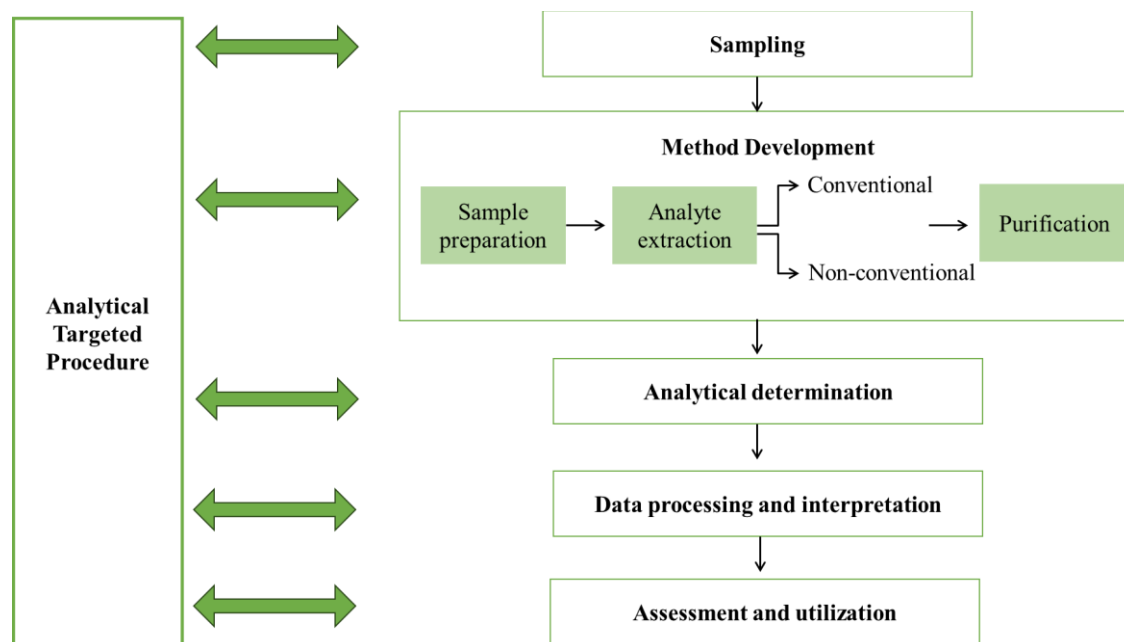 Analytical
Targeted
Procedure
Sampling
Method Development
Sample
preparation
Analyte
extraction
Conventional
Non-conventional
Purification
Analytical determination
Data processing and interpretation
Assessment and utilization